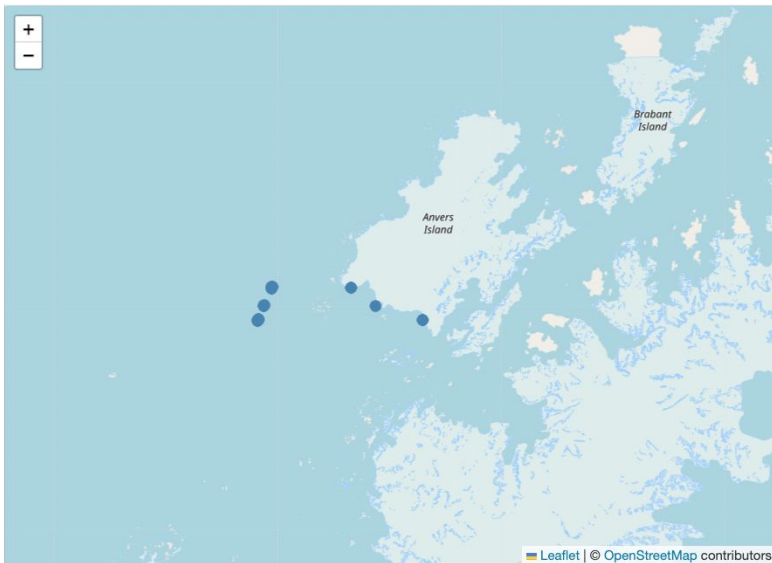 +
−
Brabant
Island
Anvers
Island
Leaflet | © OpenStreetMap contributors